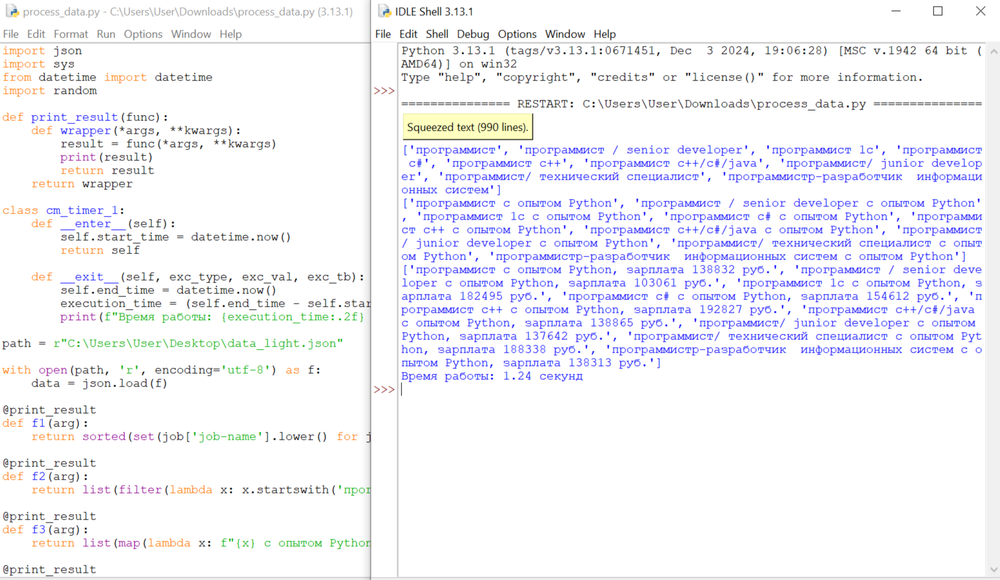 process_data.py - C:\Users\User\Downloads\process_data.py (3.13.1)
File Edit Format Run Options Window Help
import json
import sys
from datetime import datetime
import random
def print_result(func):
    def wrapper(*args, **kwargs):
        result = func(*args, **kwargs)
        print(result)
        return result
    return wrapper
class cm_timer_1:
    def __enter__(self):
        self.start_time = datetime.now()
        return self
    def __exit__(self, exc_type, exc_val, exc_tb):
        self.end_time = datetime.now()
        execution_time = (self.end_time - self.star
        print(f"Время работы: {execution_time:.2f}
path = r"C:\Users\User\Desktop\data_light.json"
with open(path, 'r', encoding='utf-8') as f:
    data = json.load(f)
@print_result
def f1(arg):
    return sorted(set(job['job-name'].lower() for j
@print_result
def f2(arg):
    return list(filter(lambda x: x.startswith('прог
@print_result
def f3(arg):
    return list(map(lambda x: f"{x} с опытом Python
@print_result
IDLE Shell 3.13.1
File Edit Shell Debug Options Window Help
Python 3.13.1 (tags/v3.13.1:0671451, Dec  3 2024, 19:06:28) [MSC v.1942 64 bit (
AMD64)] on win32
Type "help", "copyright", "credits" or "license()" for more information.
>>>
=============== RESTART: C:\Users\User\Downloads\process_data.py ===============
Squeezed text (990 lines).
['программист', 'программист / senior developer', 'программист 1с', 'программист
 c#', 'программист c++', 'программист c++/c#/java', 'программист/ junior develop
er', 'программист/ технический специалист', 'программистр-разработчик  информаци
онных систем']
['программист с опытом Python', 'программист / senior developer с опытом Python'
, 'программист 1с с опытом Python', 'программист c# с опытом Python', 'программи
ст c++ с опытом Python', 'программист c++/c#/java с опытом Python', 'программист
/ junior developer с опытом Python', 'программист/ технический специалист с опыт
ом Python', 'программистр-разработчик  информационных систем с опытом Python']
['программист с опытом Python, зарплата 138832 руб.', 'программист / senior deve
loper с опытом Python, зарплата 103061 руб.', 'программист 1с с опытом Python, з
арплата 182495 руб.', 'программист c# с опытом Python, зарплата 154612 руб.', 'п
рограммист c++ с опытом Python, зарплата 192827 руб.', 'программист c++/c#/java
с опытом Python, зарплата 138865 руб.', 'программист/ junior developer с опытом
Python, зарплата 137642 руб.', 'программист/ технический специалист с опытом Pyt
hon, зарплата 188338 руб.', 'программистр-разработчик  информационных систем с о
пытом Python, зарплата 138313 руб.']
Время работы: 1.24 секунд
>>>